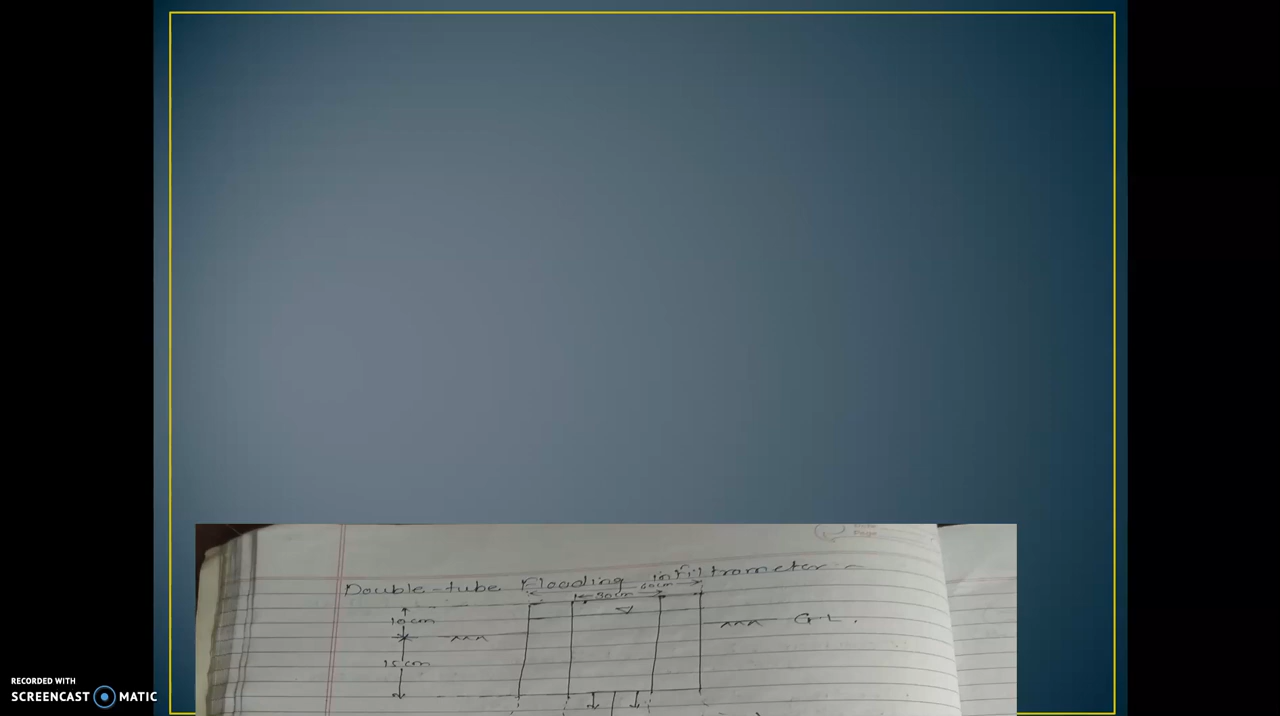 Double-tube Flooding infiltrometer -
60cm
30cm
10cm
G·L.
15cm
RECORDED WITH
SCREENCAST MATIC